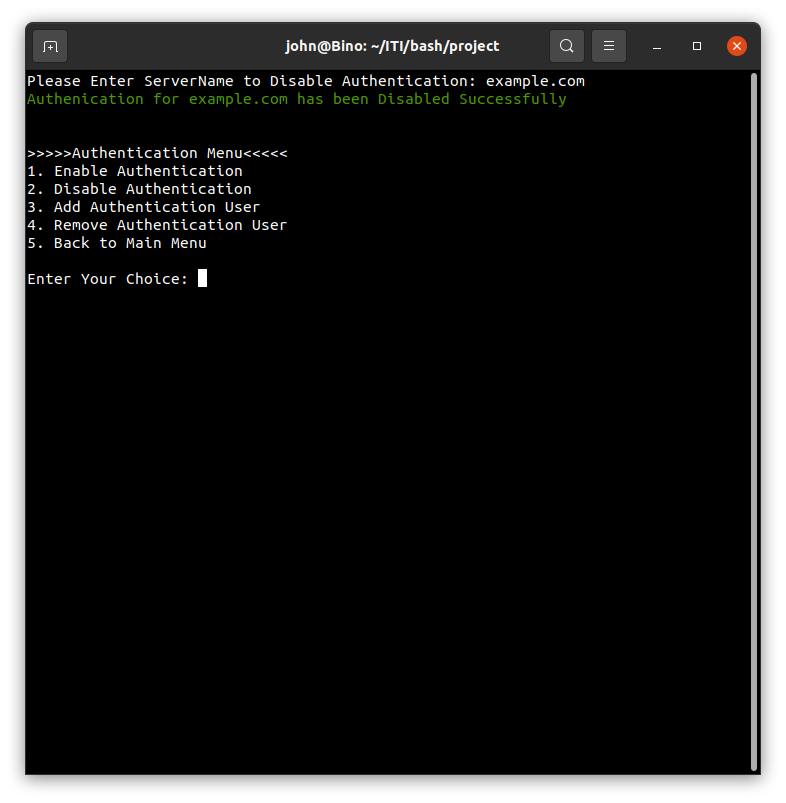 john@Bino: ~/ITI/bash/project
Please Enter ServerName to Disable Authentication: example.com
Authenication for example.com has been Disabled Successfully
>>>>>Authentication Menu<<<<<
1. Enable Authentication
2. Disable Authentication
3. Add Authentication User
4. Remove Authentication User
5. Back to Main Menu
Enter Your Choice: